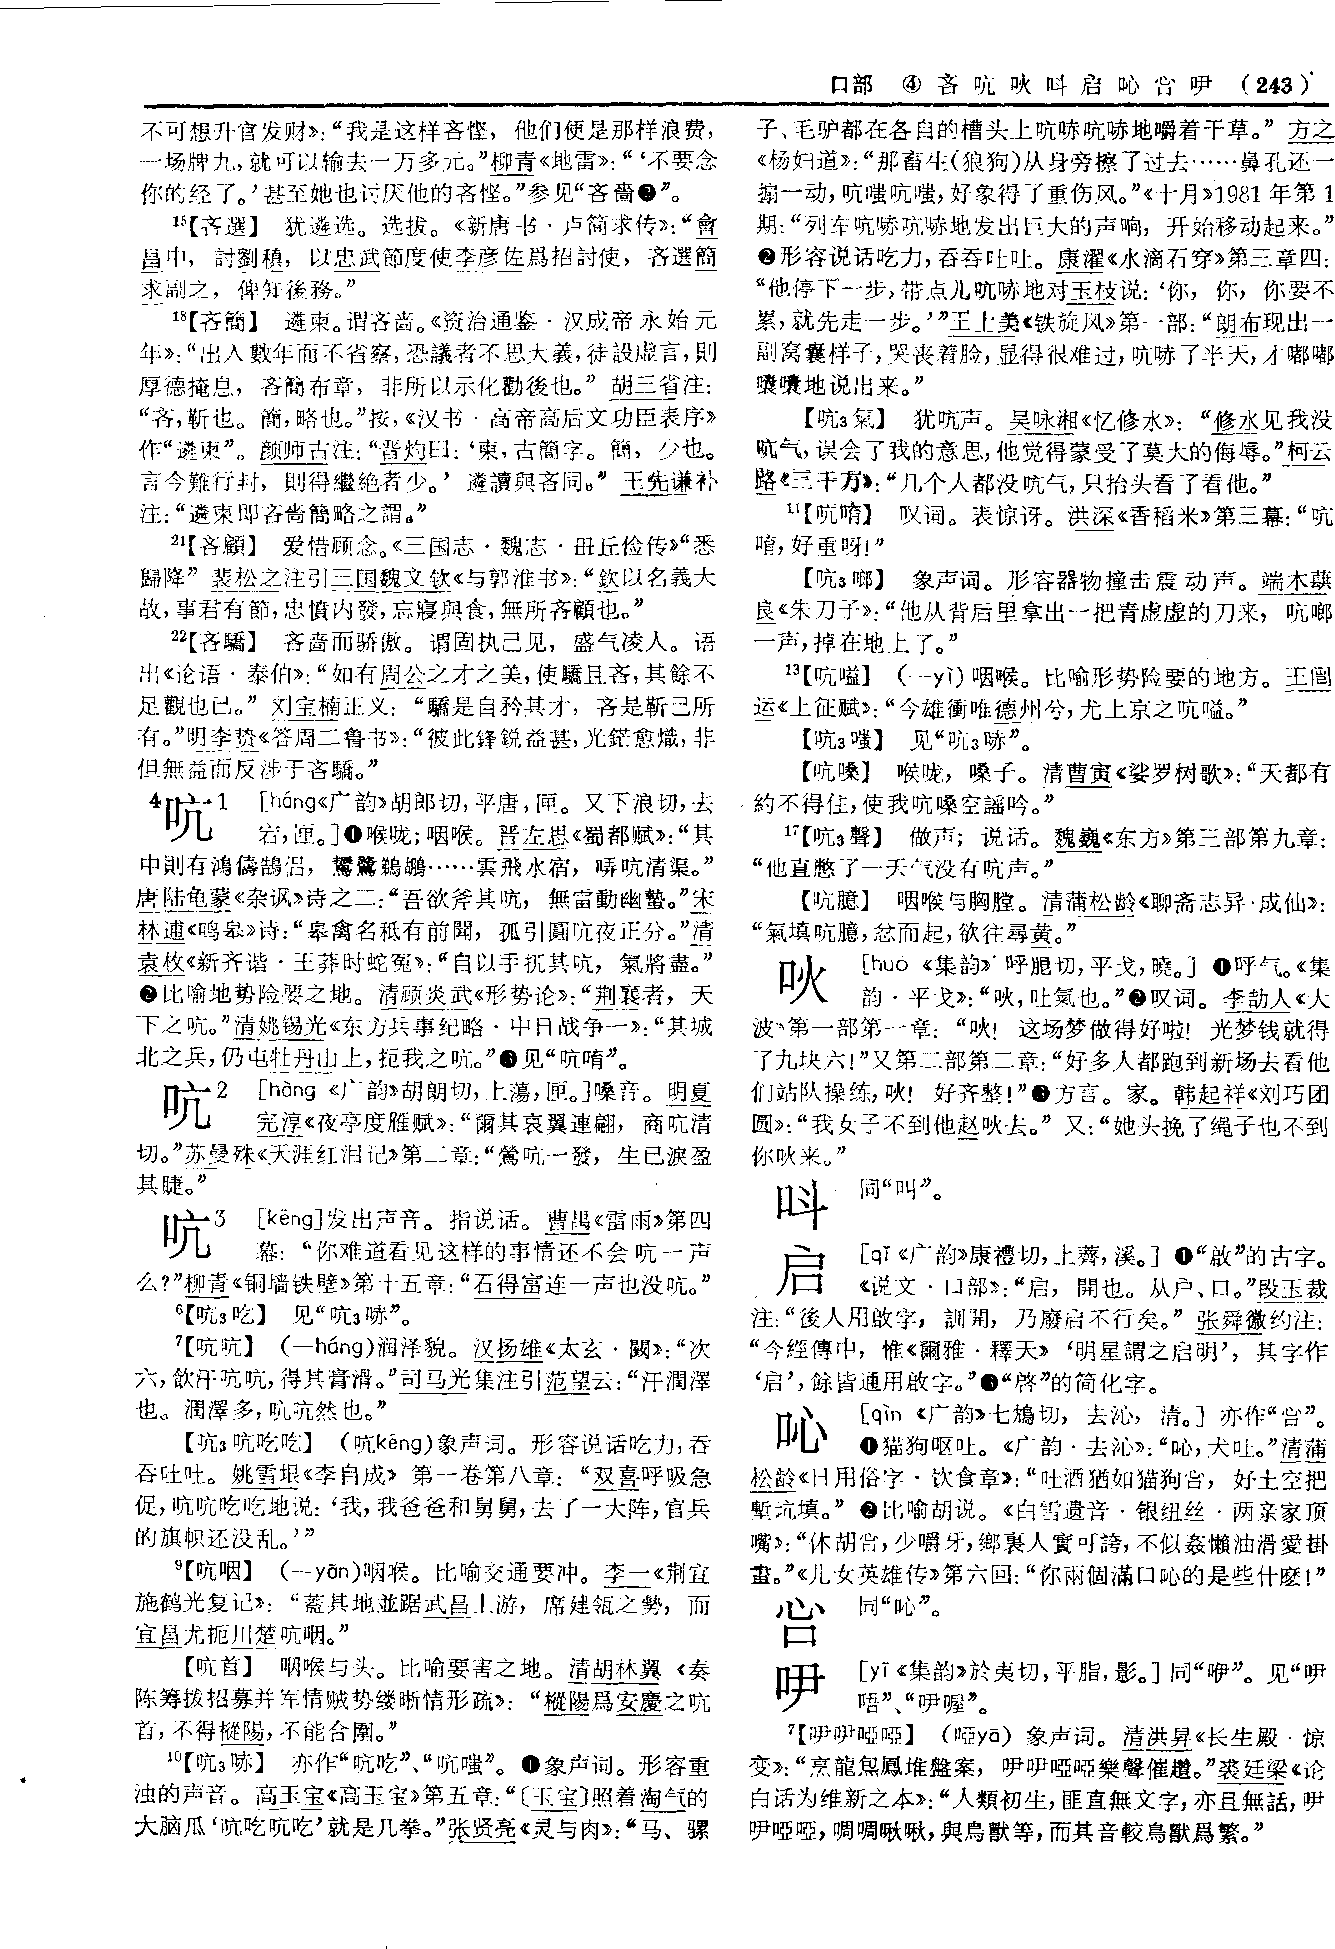 口部 ④ 吝吭吙呌启吣㕾吚 (243)
不可想升官发财》：“我是这样吝悭，他们便是那样浪费，
一场牌九，就可以输去一万多元。”柳青《地雷》：“‘不要念
你的经了。’甚至她也讨厌他的吝悭。”参见“吝嗇❷”。
¹⁵【吝選】 犹遴选。选拔。《新唐书·卢简求传》：“會
昌中，討劉稹，以忠武節度使李彦佐爲招討使，吝選簡
求副之，俾知後務。”
¹⁸【吝簡】 遴柬。谓吝啬。《资治通鉴·汉成帝永始元
年》：“出入數年而不省察，恐議者不思大義，徒設虚言，則
厚德掩息，吝簡布章，非所以示化勸後也。”胡三省注：
“吝，靳也。簡，略也。”按，《汉书·高帝高后文功臣表序》
作“遴柬”。颜师古注：“晋灼曰：‘柬，古簡字。簡，少也。
言今難行封，則得繼絶者少。’遴讀與吝同。”王先谦补
注：“遴柬即吝嗇簡略之謂。”
²¹【吝顧】 爱惜顾念。《三国志·魏志·毌丘俭传》“悉
歸降”裴松之注引三国魏文钦《与郭淮书》：“欽以名義大
故，事君有節，忠憤内發，忘寢與食，無所吝顧也。”
²²【吝驕】 吝啬而骄傲。谓固执己见，盛气凌人。语
出《论语·泰伯》：“如有周公之才之美，使驕且吝，其餘不
足觀也已。”刘宝楠正义：“驕是自矜其才，吝是靳己所
有。”明李贽《答周二鲁书》：“彼此鋒鋭益甚，光鋩愈熾，非
但無益而反涉于吝驕。”
⁴吭¹ [háng《广韵》胡郎切，平唐，匣。又下浪切，去
宕，匣。]❶喉咙；咽喉。晋左思《蜀都赋》：“其
中則有鴻儔鵠侣，鴐鷺鵜鶘……雲飛水宿，哢吭清渠。”
唐陆龟蒙《杂讽》诗之二：“吾欲斧其吭，無雷動幽蟄。”宋
林逋《鸣皋》诗：“皋禽名秪有前聞，孤引圓吭夜正分。”清
袁枚《新齐谐·王莽时蛇冤》：“自以手扼其吭，氣將盡。”
❷比喻地势险要之地。清顾炎武《形势论》：“荆襄者，天
下之吭。”清姚锡光《东方兵事纪略·中日战争一》：“其城
北之兵，仍屯牡丹山上，扼我之吭。”❸见“吭唷”。
吭² [hàng《广韵》胡朗切，上蕩，匣。]嗓音。明夏
完淳《夜亭度雁赋》：“爾其哀翼連翩，商吭清
切。”苏曼殊《天涯红泪记》第二章：“鶯吭一發，生已淚盈
其睫。”
吭³ [kēng]发出声音。指说话。曹禺《雷雨》第四
幕：“你难道看见这样的事情还不会吭一声
么？”柳青《铜墙铁壁》第十五章：“石得富连一声也没吭。”
⁶【吭₃吃】 见“吭₃哧”。
⁷【吭吭】 (—háng)润泽貌。汉扬雄《太玄·閼》：“次
六，飲汗吭吭，得其膏滑。”司马光集注引范望云：“汗潤澤
也。潤澤多，吭吭然也。”
【吭₃吭吃吃】 (吭kēng)象声词。形容说话吃力，吞
吞吐吐。姚雪垠《李自成》第一卷第八章：“双喜呼吸急
促，吭吭吃吃地说：‘我，我爸爸和舅舅，去了一大阵，官兵
的旗帜还没乱。’”
⁹【吭咽】 (—yān)咽喉。比喻交通要冲。李一《荆宜
施鹤光复记》：“蓋其地並踞武昌上游，席建瓴之勢，而
宜昌尤扼川楚吭咽。”
【吭首】 咽喉与头。比喻要害之地。清胡林翼《奏
陈筹拨招募并军情贼势缕晰情形疏》：“樅陽爲安慶之吭
首，不得樅陽，不能合圍。”
¹⁰【吭₃哧】 亦作“吭吃”、“吭嗤”。❶象声词。形容重
浊的声音。高玉宝《高玉宝》第五章：“〔玉宝〕照着淘气的
大脑瓜‘吭吃吭吃’就是几拳。”张贤亮《灵与肉》：“马、骡
子、毛驴都在各自的槽头上吭哧吭哧地嚼着干草。”方之
《杨妇道》：“那畜生(狼狗)从身旁擦了过去……鼻孔还一
搧一动，吭嗤吭嗤，好象得了重伤风。”《十月》1981年第1
期：“列车吭哧吭哧地发出巨大的声响，开始移动起来。”
❷形容说话吃力，吞吞吐吐。康濯《水滴石穿》第三章四：
“他停下一步，带点儿吭哧地对玉枝说：‘你，你，你要不
累，就先走一步。’”王士美《铁旋风》第一部：“朗布现出一
副窝囊样子，哭丧着脸，显得很难过，吭哧了半天，才嘟嘟
囔囔地说出来。”
【吭₃氣】 犹吭声。吴咏湘《忆修水》：“修水见我没
吭气，误会了我的意思，他觉得蒙受了莫大的侮辱。”柯云
路《三千万》：“几个人都没吭气，只抬头看了看他。”
¹¹【吭唷】 叹词。表惊讶。洪深《香稻米》第三幕：“吭
唷，好重呀！”
【吭₃啷】 象声词。形容器物撞击震动声。端木蕻
良《朱刀子》：“他从背后里拿出一把青虚虚的刀来，吭啷
一声，掉在地上了。”
¹³【吭嗌】 (—yì)咽喉。比喻形势险要的地方。王闿
运《上征赋》：“今雄衝唯德州兮，尤上京之吭嗌。”
【吭₃嗤】 见“吭₃哧”。
【吭嗓】 喉咙，嗓子。清曹寅《娑罗树歌》：“天都有
約不得住，使我吭嗓空謡吟。”
¹⁷【吭₃聲】 做声；说话。魏巍《东方》第三部第九章：
“他直憋了一天气没有吭声。”
【吭臆】 咽喉与胸膛。清蒲松龄《聊斋志异·成仙》：
“氣填吭臆，忿而起，欲往尋黄。”
吙 [huō《集韵》呼肥切，平戈，曉。]❶呼气。《集
韵·平戈》：“吙，吐氣也。”❷叹词。李劼人《大
波》第一部第一章：“吙！这场梦做得好啦！光梦钱就得
了九块六！”又第二部第二章：“好多人都跑到新场去看他
们站队操练，吙！好齐整！”❸方言。家。韩起祥《刘巧团
圆》：“我女子不到他赵吙去。”又：“她头挽了绳子也不到
你吙来。”
呌 同“叫”。
启 [qǐ《广韵》康禮切，上薺，溪。]❶“啟”的古字。
《说文·口部》：“启，開也。从户、口。”段玉裁
注：“後人用啟字，訓開，乃廢启不行矣。”张舜徽约注：
“今經傳中，惟《爾雅·釋天》‘明星謂之启明’，其字作
‘启’，餘皆通用啟字。”❷“啓”的简化字。
吣 [qìn《广韵》七鴆切，去沁，清。]亦作“㕾”。
❶猫狗呕吐。《广韵·去沁》：“吣，犬吐。”清蒲
松龄《日用俗字·饮食章》：“吐洒猶如猫狗㕾，好土空把
塹坑填。”❷比喻胡说。《白雪遗音·银纽丝·两亲家顶
嘴》：“休胡㕾，少嚼牙，鄉裏人實可誇，不似姦懶油滑愛掛
畫。”《儿女英雄传》第六回：“你兩個滿口吣的是些什麽！”
㕾 同“吣”。
吚 [yī《集韵》於夷切，平脂，影。]同“咿”。见“吚
唔”、“吚喔”。
⁷【吚吚啞啞】 (啞yā)象声词。清洪昇《长生殿·惊
变》：“烹龍炰鳳堆盤案，吚吚啞啞樂聲催趲。”裘廷梁《论
白话为维新之本》：“人類初生，匪直無文字，亦且無話，吚
吚啞啞，啁啁啾啾，與鳥獸等，而其音較鳥獸爲繁。”